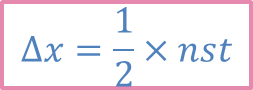 Δx = 1/2 × nst